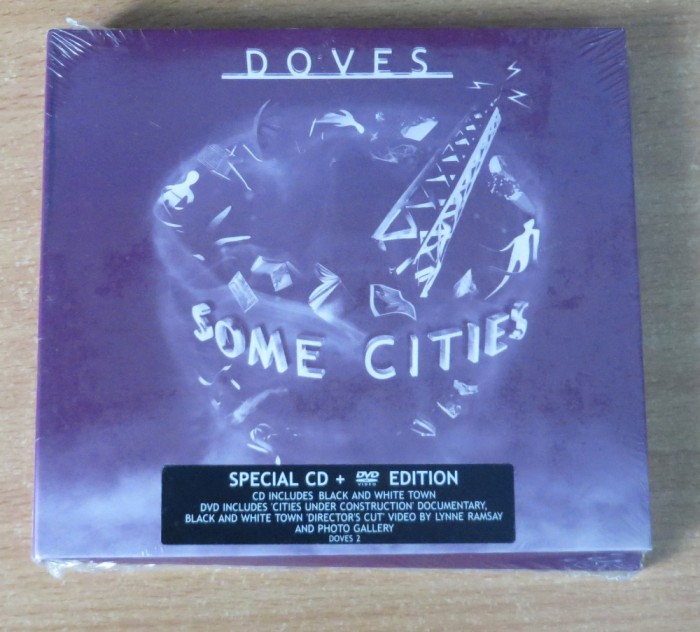 DOVES
SOME CITIES
SPECIAL CD + DVD VIDEO EDITION
CD INCLUDES BLACK AND WHITE TOWN
DVD INCLUDES 'CITIES UNDER CONSTRUCTION' DOCUMENTARY,
BLACK AND WHITE TOWN 'DIRECTOR'S CUT' VIDEO BY LYNNE RAMSAY
AND PHOTO GALLERY
DOVES 2